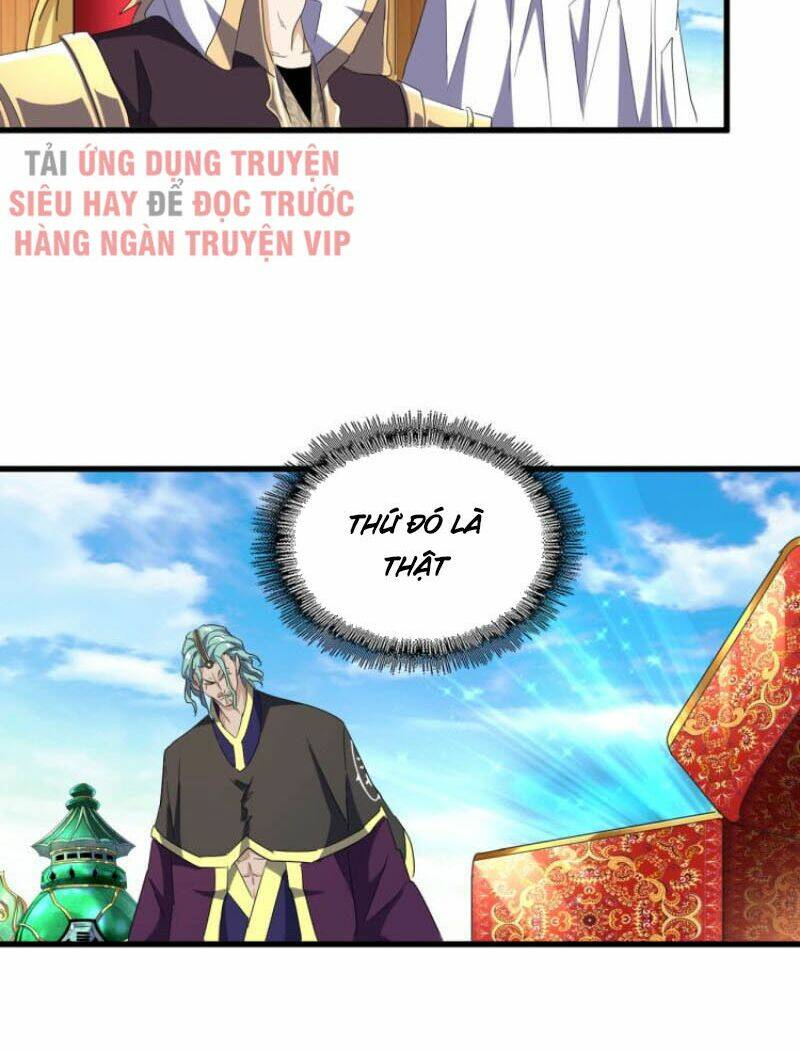 TẢI ỨNG DỤNG TRUYỆN
SIÊU HAY ĐỂ ĐỌC TRƯỚC
HÀNG NGÀN TRUYỆN VIP
THỨ ĐÓ LÀ
THẬT